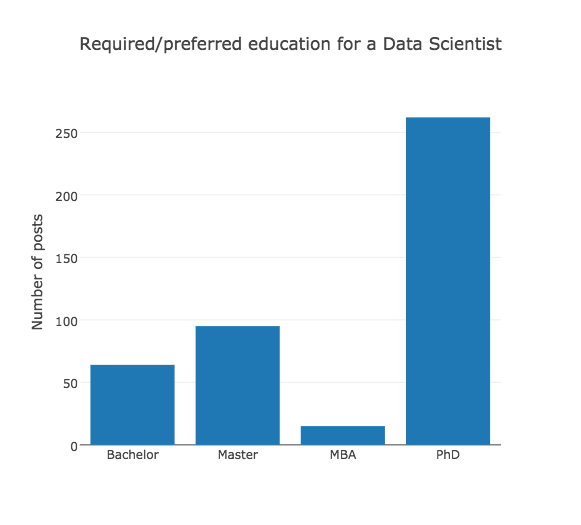 Required/preferred education for a Data Scientist
Number of posts
250
200
150
100
50
0
Bachelor
Master
MBA
PhD